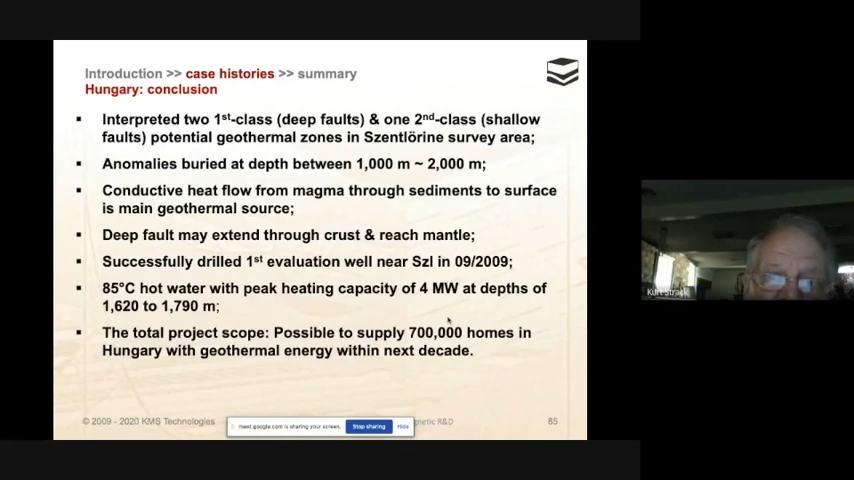 Introduction >> case histories >> summary
Hungary: conclusion
▪ Interpreted two 1st-class (deep faults) & one 2nd-class (shallow
faults) potential geothermal zones in Szentlörine survey area;
▪ Anomalies buried at depth between 1,000 m ~ 2,000 m;
▪ Conductive heat flow from magma through sediments to surface
is main geothermal source;
▪ Deep fault may extend through crust & reach mantle;
▪ Successfully drilled 1st evaluation well near Szl in 09/2009;
▪ 85°C hot water with peak heating capacity of 4 MW at depths of
1,620 to 1,790 m;
▪ The total project scope: Possible to supply 700,000 homes in
Hungary with geothermal energy within next decade.
© 2009 - 2020 KMS Technologies
meet.google.com is sharing your screen. Stop sharing Hide
netic R&D
85
Kurt Strack